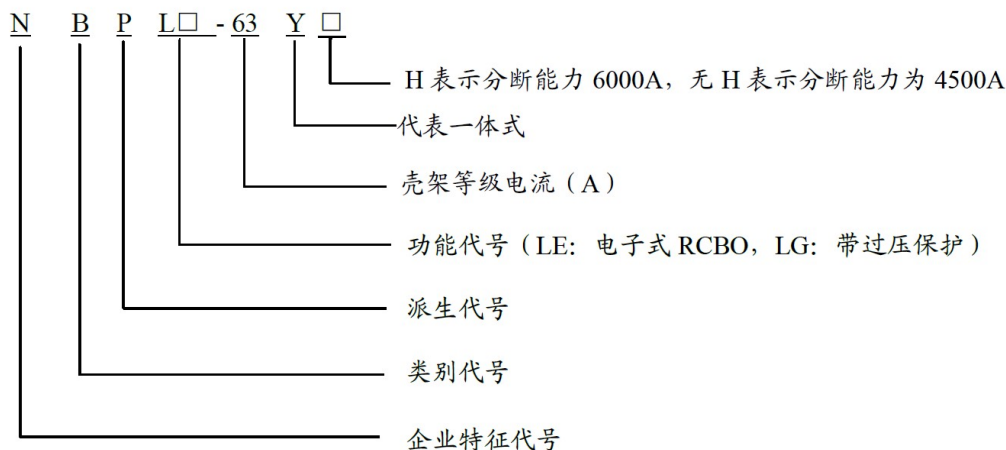 N B P L□ - 63 Y □
H 表示分断能力 6000A，无 H 表示分断能力为 4500A
代表一体式
壳架等级电流（A）
功能代号（LE：电子式 RCBO，LG：带过压保护）
派生代号
类别代号
企业特征代号